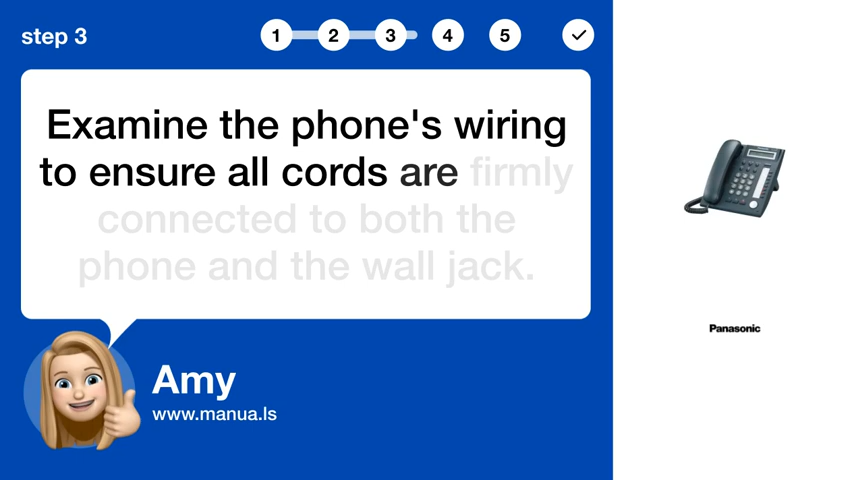 step 3
1 2 3 4 5
Examine the phone's wiring
to ensure all cords are firmly
connected to both the
phone and the wall jack.
Amy
www.manua.ls
Panasonic